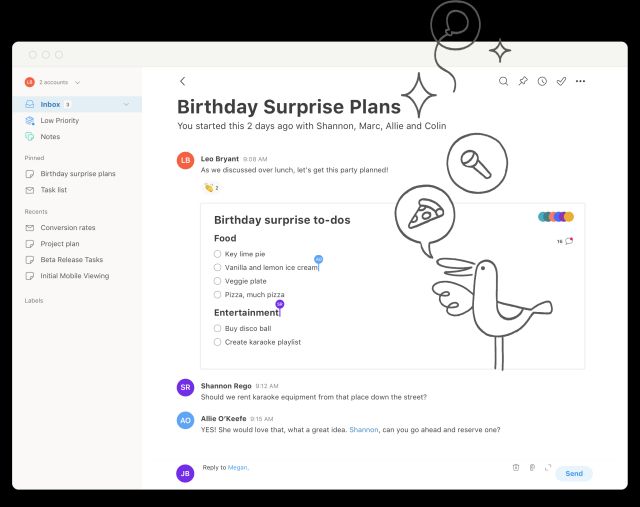 LB 2 accounts
Inbox 3
Low Priority
Notes
Pinned
Birthday surprise plans
Task list
Recents
Conversion rates
Project plan
Beta Release Tasks
Initial Mobile Viewing
Labels
Birthday Surprise Plans
You started this 2 days ago with Shannon, Marc, Allie and Colin
LB Leo Bryant 9:08 AM
As we discussed over lunch, let's get this party planned!
👏 2
Birthday surprise to-dos
16
Food
Key lime pie
AO
Vanilla and lemon ice cream
Veggie plate
Pizza, much pizza
SR
Entertainment
Buy disco ball
Create karaoke playlist
SR Shannon Rego 9:12 AM
Should we rent karaoke equipment from that place down the street?
AO Allie O'Keefe 9:15 AM
YES! She would love that, what a great idea. Shannon, can you go ahead and reserve one?
JB Reply to Megan,
Send